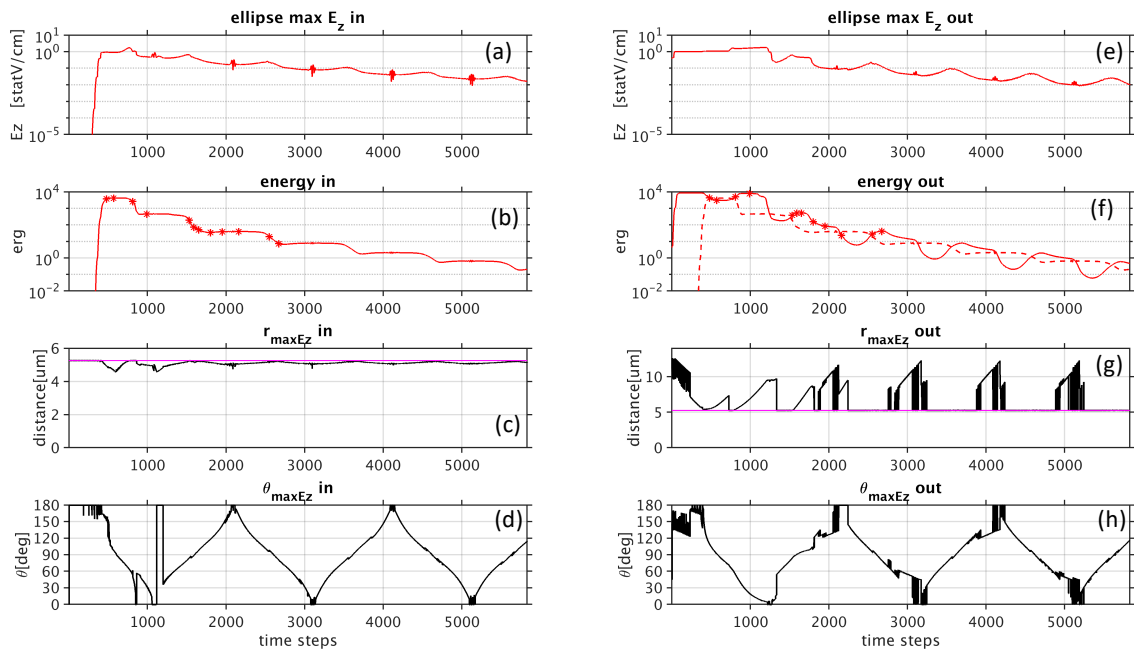 ellipse max E_z in
(a)
Ez [statV/cm]
10^1
10^-5
1000 2000 3000 4000 5000
energy in
(b)
erg
10^4
10^0
10^-2
1000 2000 3000 4000 5000
r_maxEz in
(c)
distance[um]
6
4
2
0
1000 2000 3000 4000 5000
θ_maxEz in
(d)
θ[deg]
180
150
120
90
60
30
0
1000 2000 3000 4000 5000
time steps
ellipse max E_z out
(e)
Ez [statV/cm]
10^1
10^-5
1000 2000 3000 4000 5000
energy out
(f)
erg
10^4
10^0
10^-2
1000 2000 3000 4000 5000
r_maxEz out
(g)
distance[um]
10
5
0
1000 2000 3000 4000 5000
θ_maxEz out
(h)
θ[deg]
180
150
120
90
60
30
0
1000 2000 3000 4000 5000
time steps